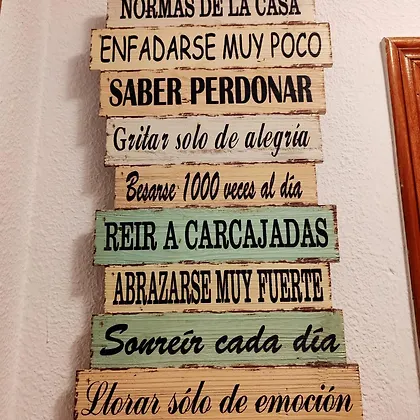 NORMAS DE LA CASA
ENFADARSE MUY POCO
SABER PERDONAR
Gritar solo de alegría
Besarse 1000 veces al día
REIR A CARCAJADAS
ABRAZARSE MUY FUERTE
Sonreír cada día
Llorar sólo de emoción